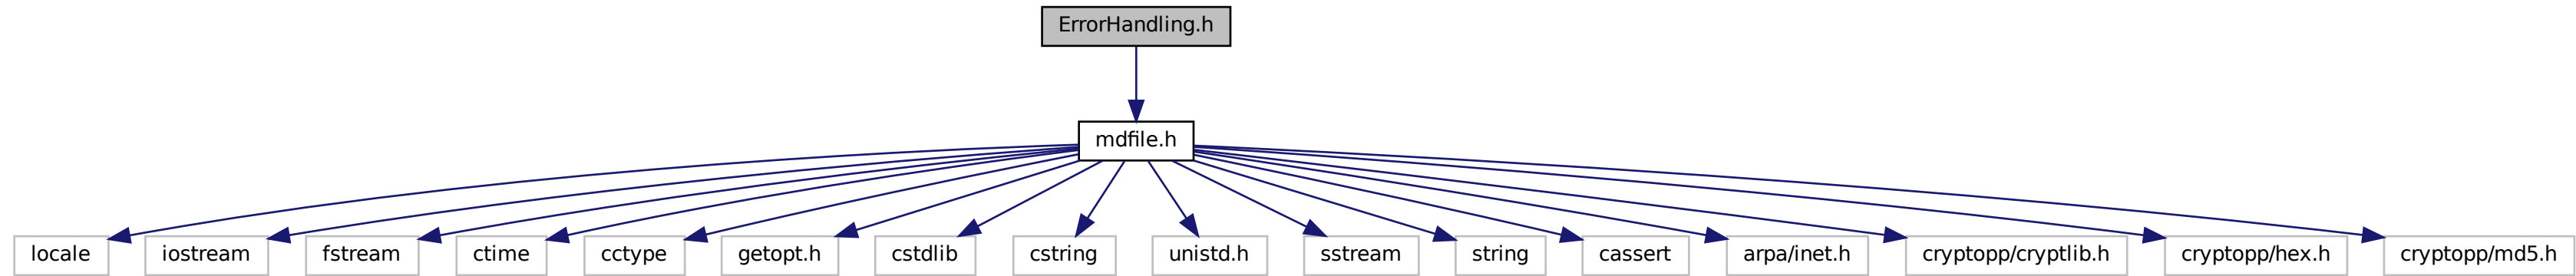 ErrorHandling.h
mdfile.h
locale
iostream
fstream
ctime
cctype
getopt.h
cstdlib
cstring
unistd.h
sstream
string
cassert
arpa/inet.h
cryptopp/cryptlib.h
cryptopp/hex.h
cryptopp/md5.h